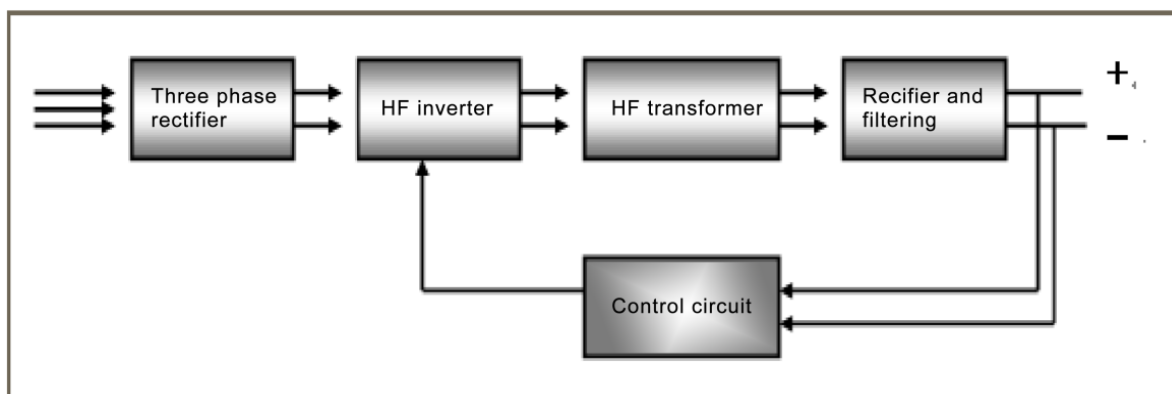 Three phase
rectifier
HF inverter
HF transformer
Recifier and
filtering
+
−
Control circuit